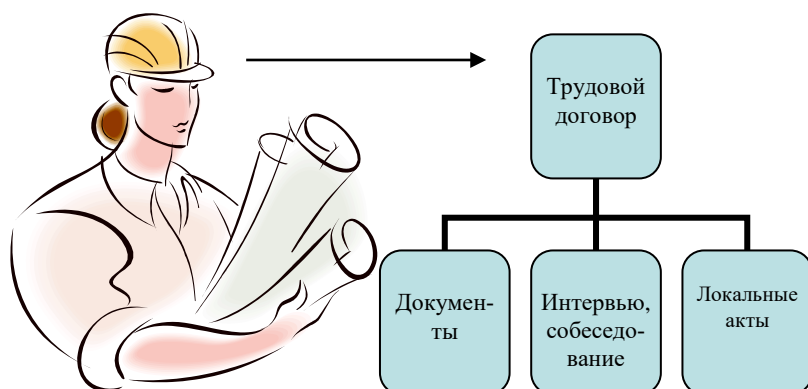 Трудовой
договор
Докумен-
ты
Интервью,
собеседо-
вание
Локальные
акты